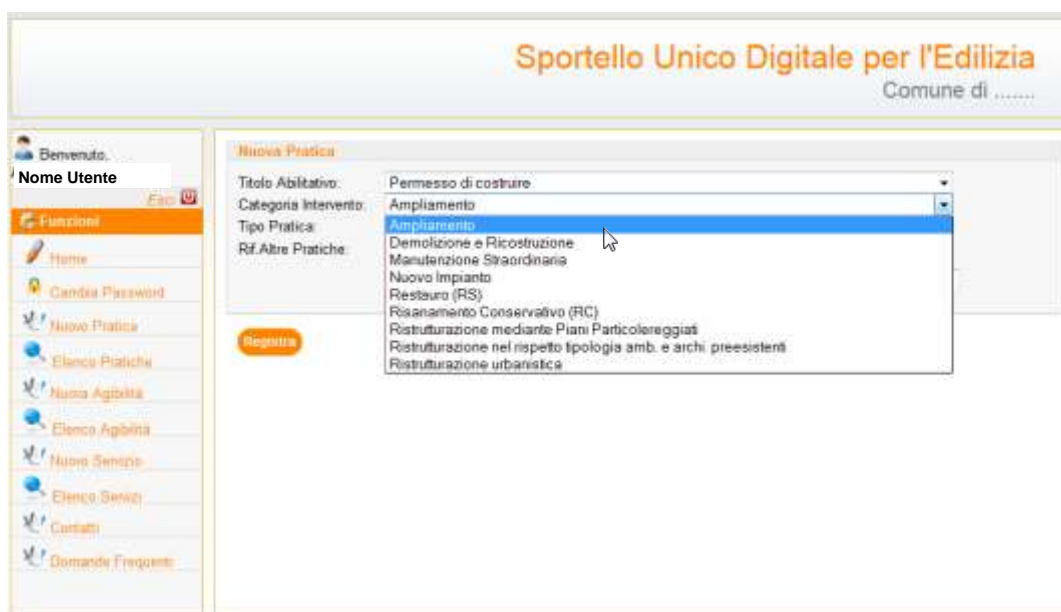 Sportello Unico Digitale per l'Edilizia
Comune di .......
Benvenuto,
Nome Utente
Esci
Funzioni
Home
Cambia Password
Nuovo Pratica
Elenco Pratiche
Nuova Agibilità
Elenco Agibilità
Nuovo Servizio
Elenco Servizi
Contatti
Domande Frequenti
Nuova Pratica
Titolo Abilitativo: Permesso di costruire
Categoria Intervento: Ampliamento
Tipo Pratica: Ampliamento
Rif.Altre Pratiche: Demolizione e Ricostruzione
Manutenzione Straordinaria
Nuovo Impianto
Restauro (RS)
Risanamento Conservativo (RC)
Ristrutturazione mediante Piani Particolereggiati
Ristrutturazione nel rispetto tipologia amb. e archi. preesistenti
Ristrutturazione urbanistica
Registra